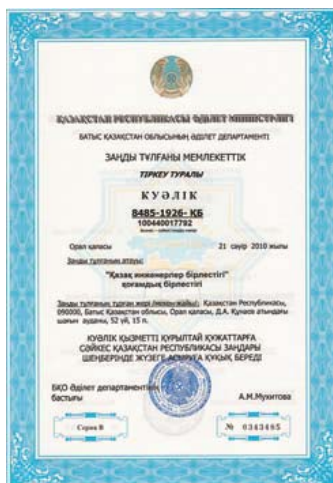 ҚАЗАҚСТАН РЕСПУБЛИКАСЫ ӘДІЛЕТ МИНИСТРЛІГІ
БАТЫС ҚАЗАҚСТАН ОБЛЫСЫНЫҢ ӘДІЛЕТ ДЕПАРТАМЕНТІ
ЗАҢДЫ ТҰЛҒАНЫ МЕМЛЕКЕТТІК
ТІРКЕУ ТУРАЛЫ
КУӘЛІК
8485-1926- ҚБ
100440017792
Орал қаласы 21 сәуір 2010 жылы
Заңды тұлғаның атауы:
"Қазақ инженерлер бірлестігі"
қоғамдық бірлестігі
Заңды тұлғаның тұрған жері (мекен-жайы): Қазақстан Республикасы,
090000, Батыс Қазақстан облысы, Орал қаласы, Д.А. Қунаев атындағы
шағын ауданы, 52 үй, 15 п.
КУӘЛІК ҚЫЗМЕТТІ ҚҰРЫЛТАЙ ҚҰЖАТТАРҒА
СӘЙКЕС ҚАЗАҚСТАН РЕСПУБЛИКАСЫ ЗАҢДАРЫ
ШЕҢБЕРІНДЕ ЖҮЗЕГЕ АСЫРУҒА ҚҰҚЫҚ БЕРЕДІ
БҚО Әділет департаментінің
бастығы А.М.Мухитова
Серия В № 0343485